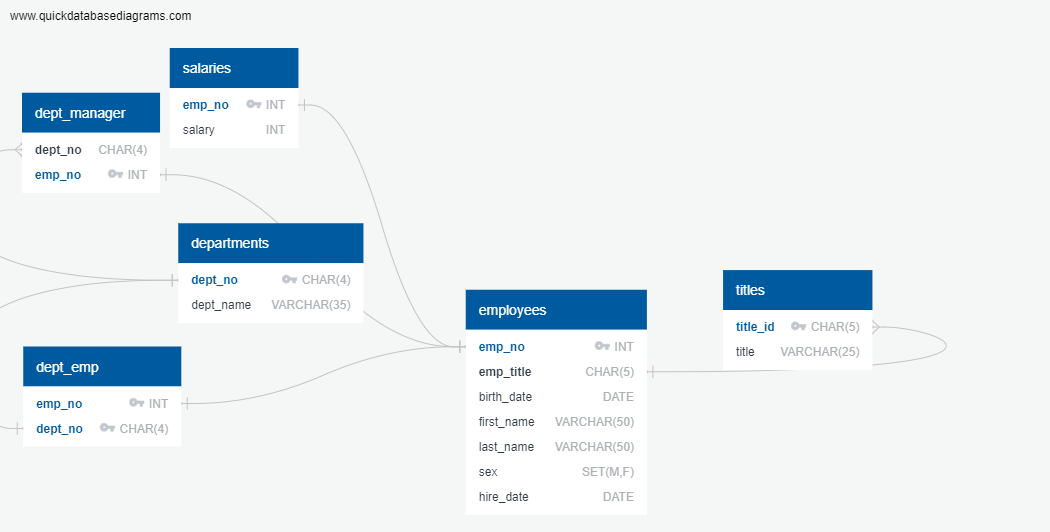 www.quickdatabasediagrams.com
salaries
emp_no INT
salary INT
dept_manager
dept_no CHAR(4)
emp_no INT
departments
dept_no CHAR(4)
dept_name VARCHAR(35)
dept_emp
emp_no INT
dept_no CHAR(4)
employees
emp_no INT
emp_title CHAR(5)
birth_date DATE
first_name VARCHAR(50)
last_name VARCHAR(50)
sex SET(M,F)
hire_date DATE
titles
title_id CHAR(5)
title VARCHAR(25)